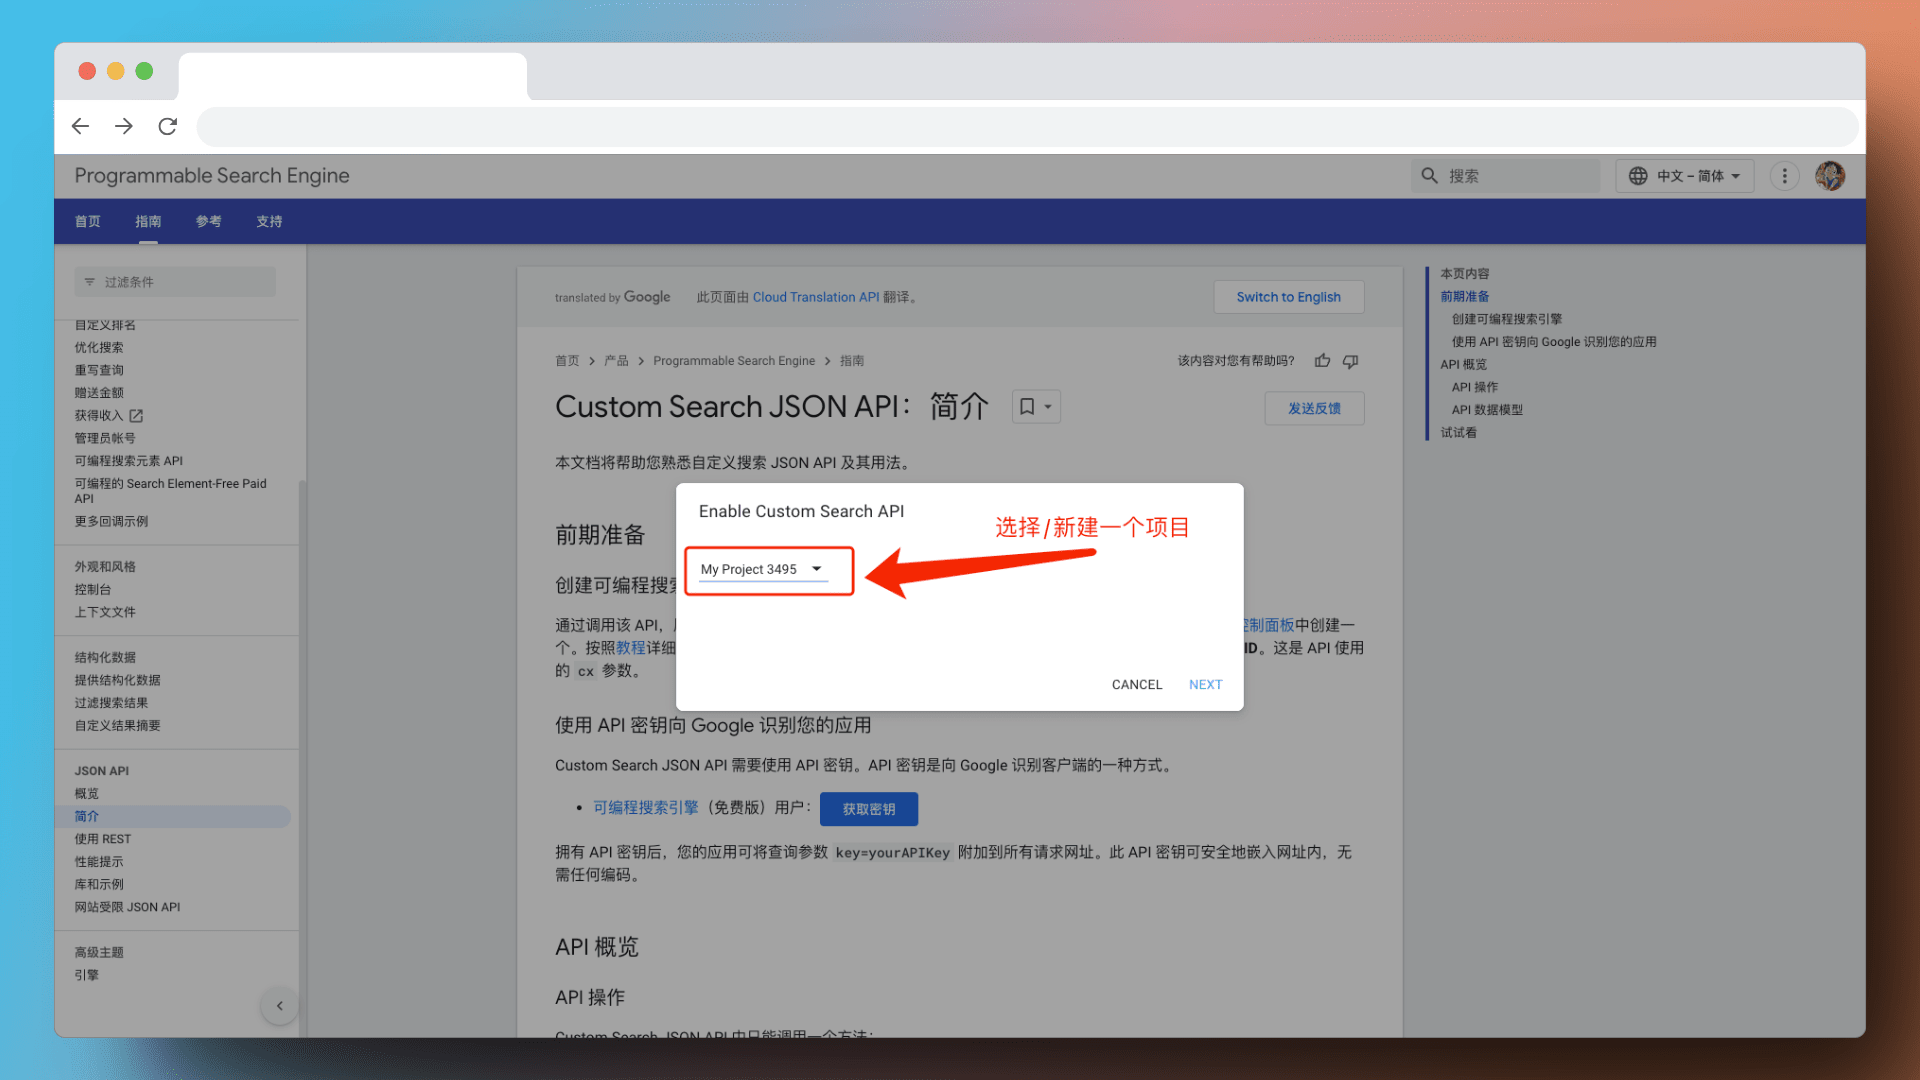 Programmable Search Engine
搜索
中文 – 简体
首页
指南
参考
支持
过滤条件
自定义排名
优化搜索
重写查询
赠送金额
获得收入
管理员帐号
可编程搜索元素 API
可编程的 Search Element-Free Paid
API
更多回调示例
外观和风格
控制台
上下文文件
结构化数据
提供结构化数据
过滤搜索结果
自定义结果摘要
JSON API
概览
简介
使用 REST
性能提示
库和示例
网站受限 JSON API
高级主题
引擎
translated by Google
此页面由 Cloud Translation API 翻译。
Switch to English
首页 > 产品 > Programmable Search Engine > 指南
该内容对您有帮助吗?
Custom Search JSON API：简介
发送反馈
本文档将帮助您熟悉自定义搜索 JSON API 及其用法。
前期准备
创建可编程搜索
通过调用该 API，
控制面板中创建一
个。按照教程详细
ID。这是 API 使用
的 cx 参数。
Enable Custom Search API
选择/新建一个项目
My Project 3495
CANCEL
NEXT
使用 API 密钥向 Google 识别您的应用
Custom Search JSON API 需要使用 API 密钥。API 密钥是向 Google 识别客户端的一种方式。
• 可编程搜索引擎（免费版）用户：
获取密钥
拥有 API 密钥后，您的应用可将查询参数 key=yourAPIKey 附加到所有请求网址。此 API 密钥可安全地嵌入网址内，无
需任何编码。
API 概览
API 操作
Custom Search JSON API 中只能调用一个方法：
本页内容
前期准备
创建可编程搜索引擎
使用 API 密钥向 Google 识别您的应用
API 概览
API 操作
API 数据模型
试试看